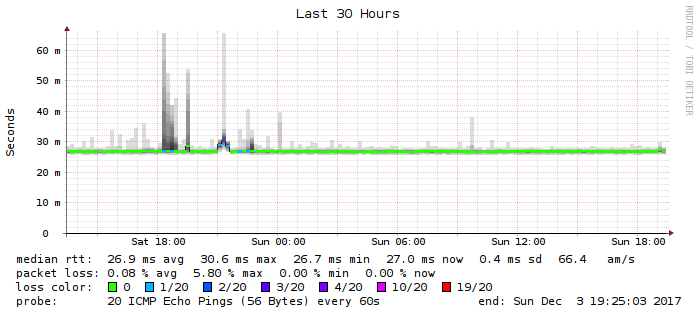 Last 30 Hours
RRDTOOL / TOBI OETIKER
Seconds
60 m
50 m
40 m
30 m
20 m
10 m
0
Sat 18:00 Sun 00:00 Sun 06:00 Sun 12:00 Sun 18:00
median rtt: 26.9 ms avg 30.6 ms max 26.7 ms min 27.0 ms now 0.4 ms sd 66.4 am/s
packet loss: 0.08 % avg 5.80 % max 0.00 % min 0.00 % now
loss color: 0 1/20 2/20 3/20 4/20 10/20 19/20
probe: 20 ICMP Echo Pings (56 Bytes) every 60s end: Sun Dec 3 19:25:03 2017